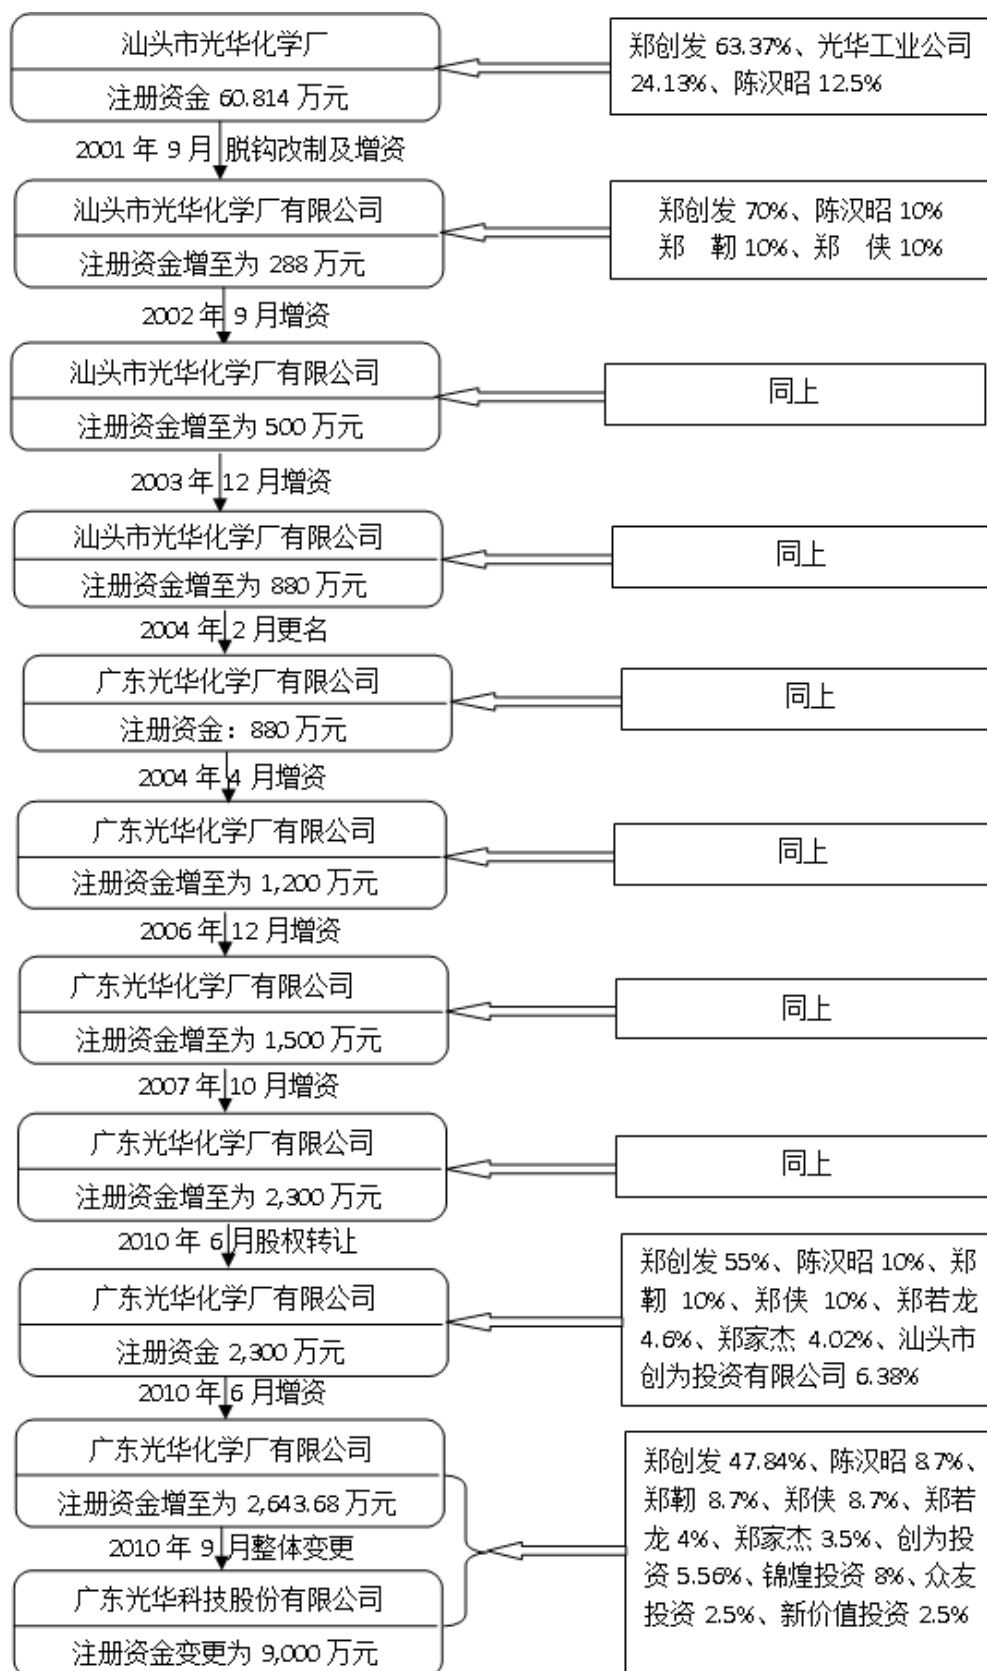 汕头市光华化学厂
注册资金 60.814 万元
郑创发 63.37%、光华工业公司
24.13%、陈汉昭 12.5%
2001 年 9 月 脱钩改制及增资
汕头市光华化学厂有限公司
注册资金增至为 288 万元
郑创发 70%、陈汉昭 10%
郑 靭 10%、郑 侠 10%
2002 年 9 月增资
汕头市光华化学厂有限公司
注册资金增至为 500 万元
同上
2003 年 12 月增资
汕头市光华化学厂有限公司
注册资金增至为 880 万元
同上
2004 年 2 月更名
广东光华化学厂有限公司
注册资金：880 万元
同上
2004 年 4 月增资
广东光华化学厂有限公司
注册资金增至为 1,200 万元
同上
2006 年 12 月增资
广东光华化学厂有限公司
注册资金增至为 1,500 万元
同上
2007 年 10 月增资
广东光华化学厂有限公司
注册资金增至为 2,300 万元
同上
2010 年 6 月股权转让
广东光华化学厂有限公司
注册资金 2,300 万元
郑创发 55%、陈汉昭 10%、郑
靭 10%、郑侠 10%、郑若龙
4.6%、郑家杰 4.02%、汕头市
创为投资有限公司 6.38%
2010 年 6 月增资
广东光华化学厂有限公司
注册资金增至为 2,643.68 万元
2010 年 9 月整体变更
广东光华科技股份有限公司
注册资金变更为 9,000 万元
郑创发 47.84%、陈汉昭 8.7%、
郑靭 8.7%、郑侠 8.7%、郑若
龙 4%、郑家杰 3.5%、创为投
资 5.56%、锦煌投资 8%、众友
投资 2.5%、新价值投资 2.5%